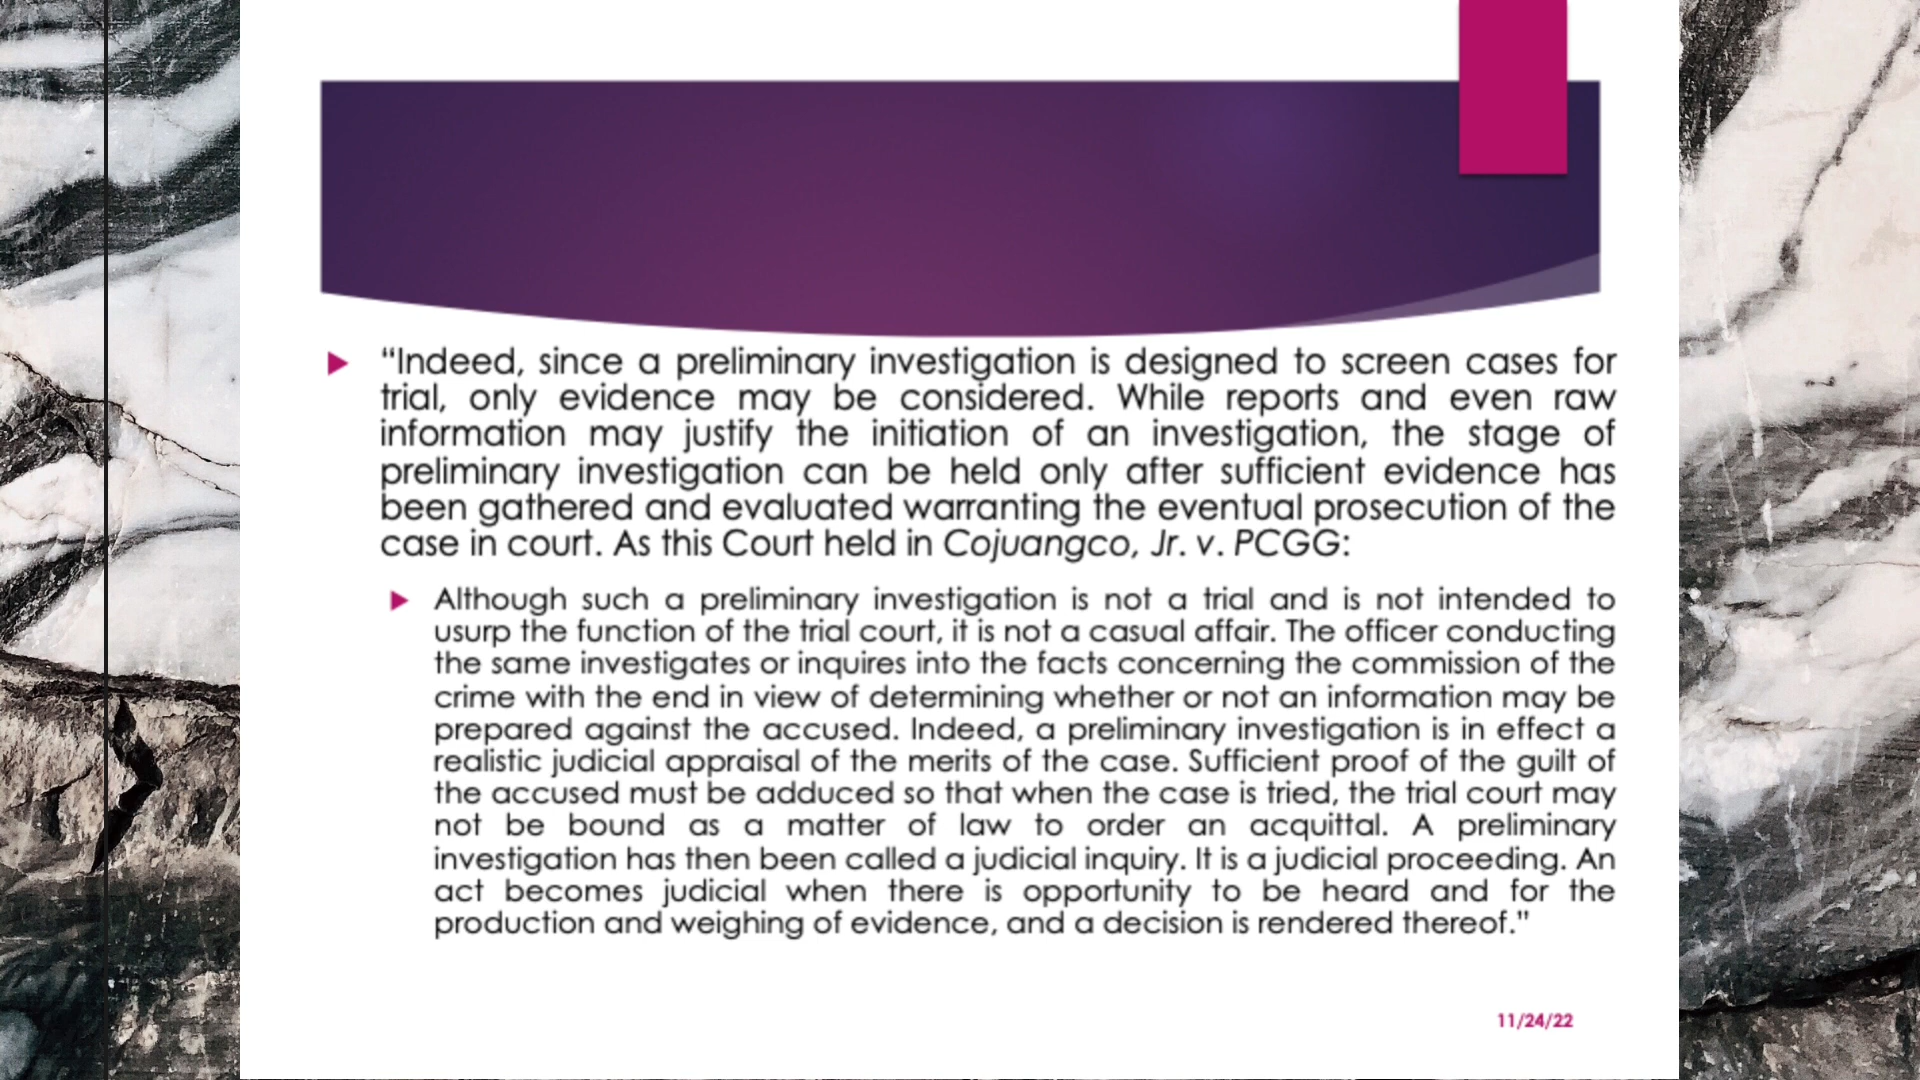 “Indeed, since a preliminary investigation is designed to screen cases for
trial, only evidence may be considered. While reports and even raw
information may justify the initiation of an investigation, the stage of
preliminary investigation can be held only after sufficient evidence has
been gathered and evaluated warranting the eventual prosecution of the
case in court. As this Court held in Cojuangco, Jr. v. PCGG:
Although such a preliminary investigation is not a trial and is not intended to
usurp the function of the trial court, it is not a casual affair. The officer conducting
the same investigates or inquires into the facts concerning the commission of the
crime with the end in view of determining whether or not an information may be
prepared against the accused. Indeed, a preliminary investigation is in effect a
realistic judicial appraisal of the merits of the case. Sufficient proof of the guilt of
the accused must be adduced so that when the case is tried, the trial court may
not be bound as a matter of law to order an acquittal. A preliminary
investigation has then been called a judicial inquiry. It is a judicial proceeding. An
act becomes judicial when there is opportunity to be heard and for the
production and weighing of evidence, and a decision is rendered thereof.”
11/24/22